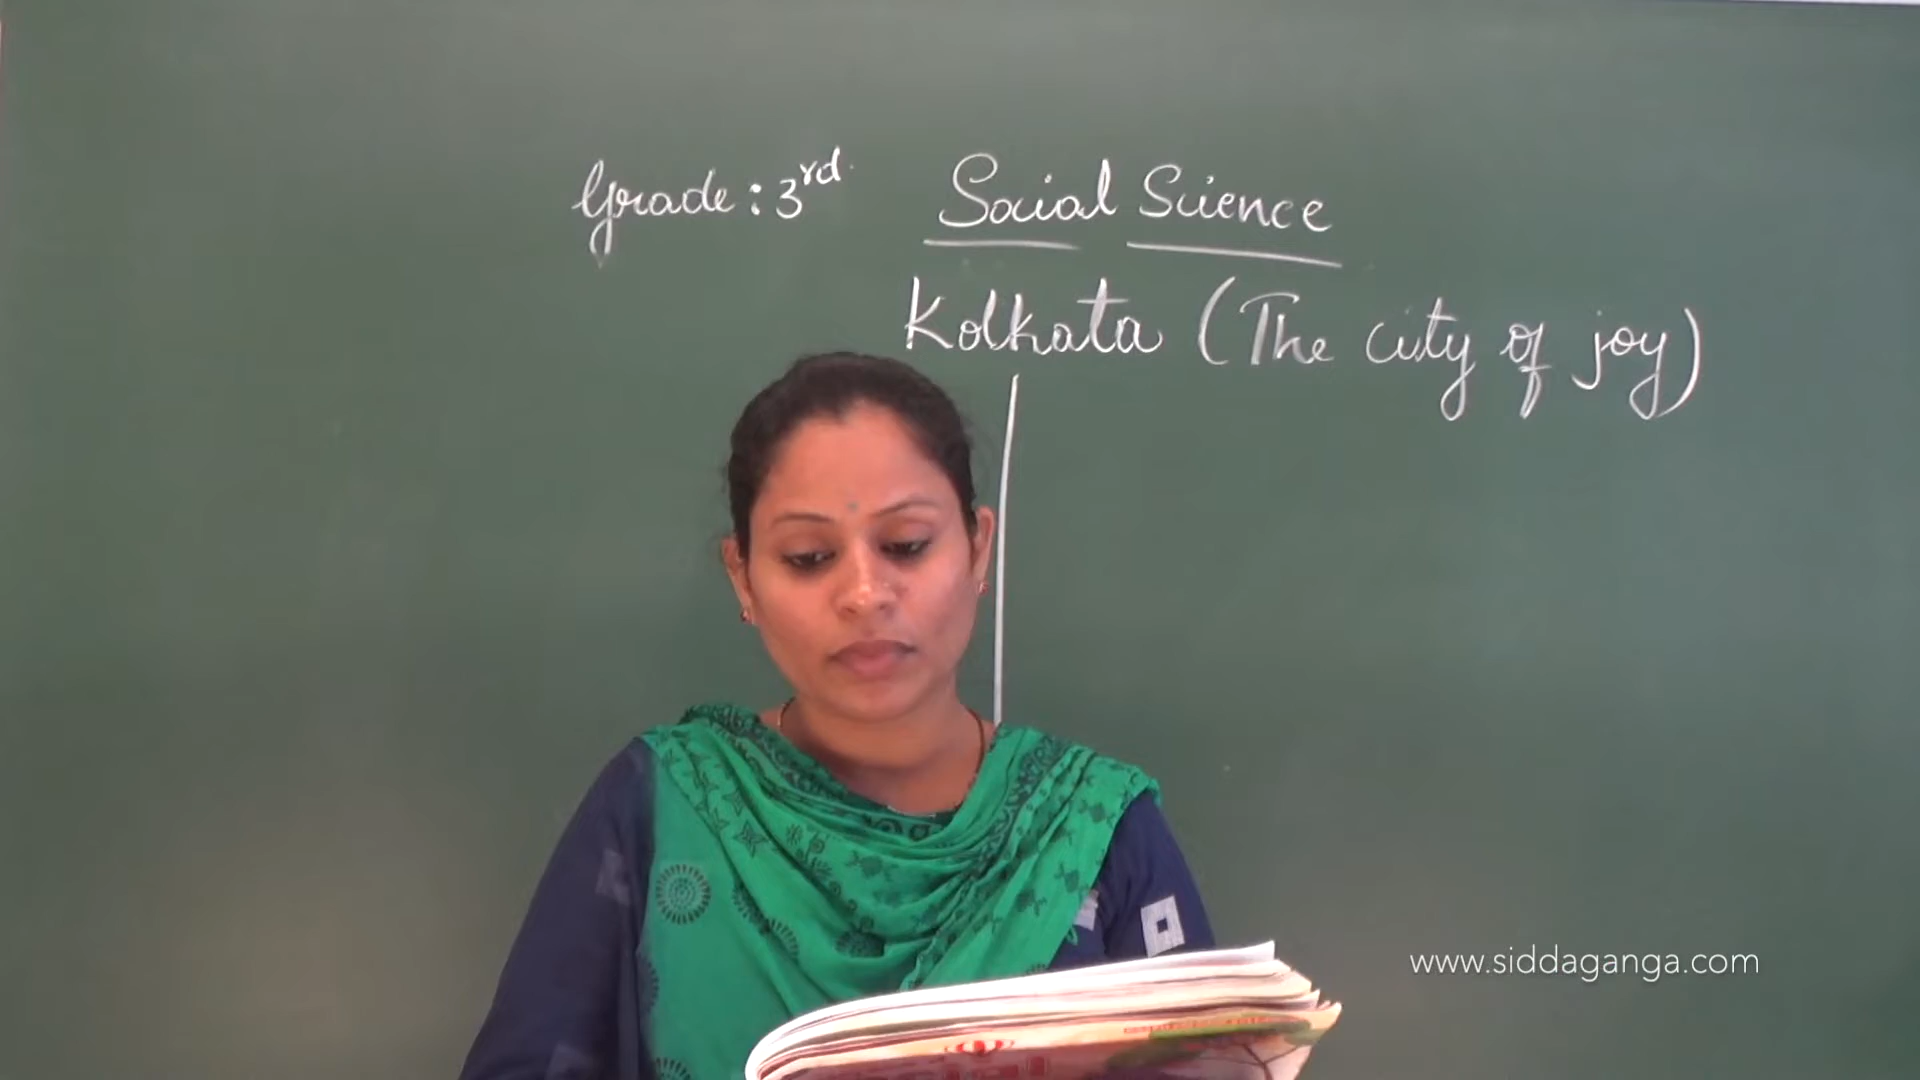 Grade : 3rd. Social Science
Kolkata (The city of joy)
www.siddaganga.com